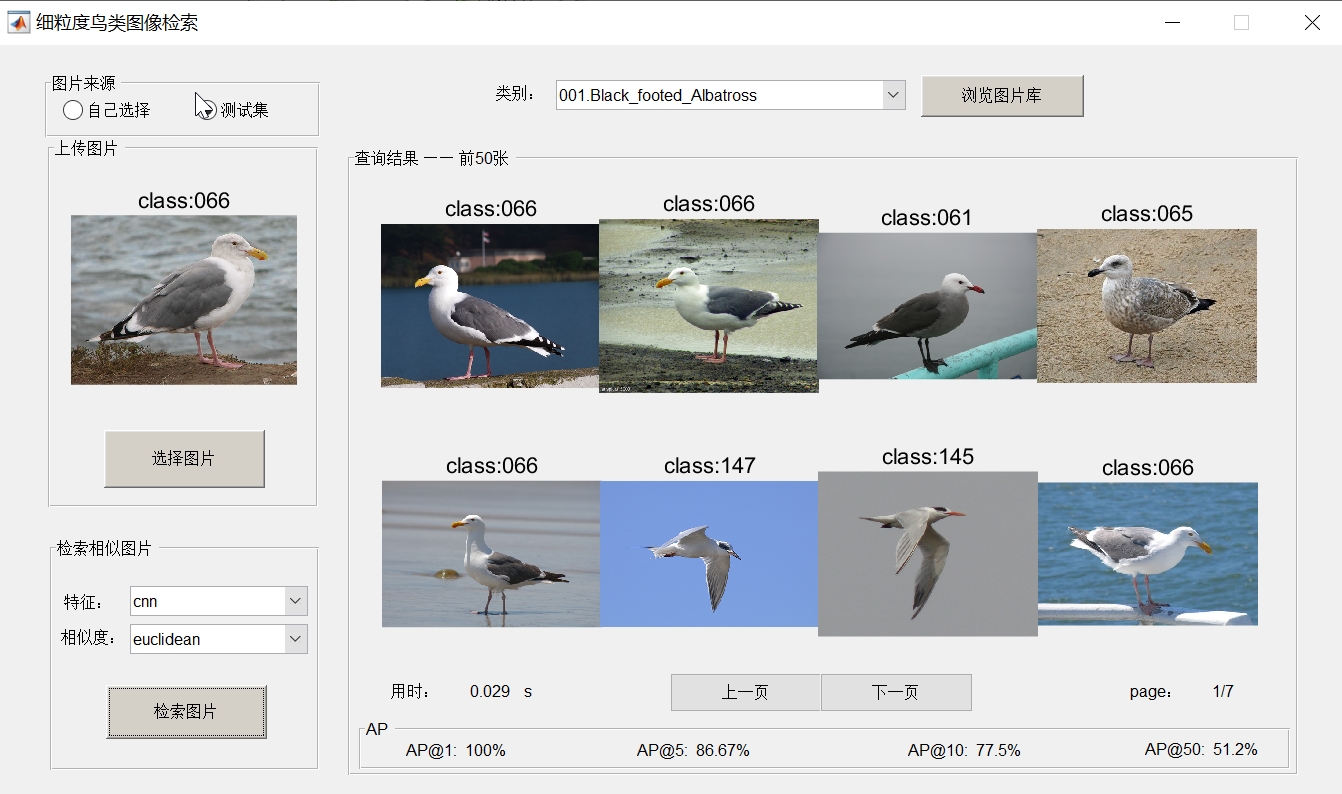 细粒度鸟类图像检索
图片来源
自己选择 测试集
类别： 001.Black_footed_Albatross 浏览图片库
上传图片
class:066
选择图片
检索相似图片
特征： cnn
相似度： euclidean
检索图片
查询结果 —— 前50张
class:066 class:066 class:061 class:065
class:066 class:147 class:145 class:066
用时： 0.029 s 上一页 下一页 page： 1/7
AP
AP@1: 100% AP@5: 86.67% AP@10: 77.5% AP@50: 51.2%